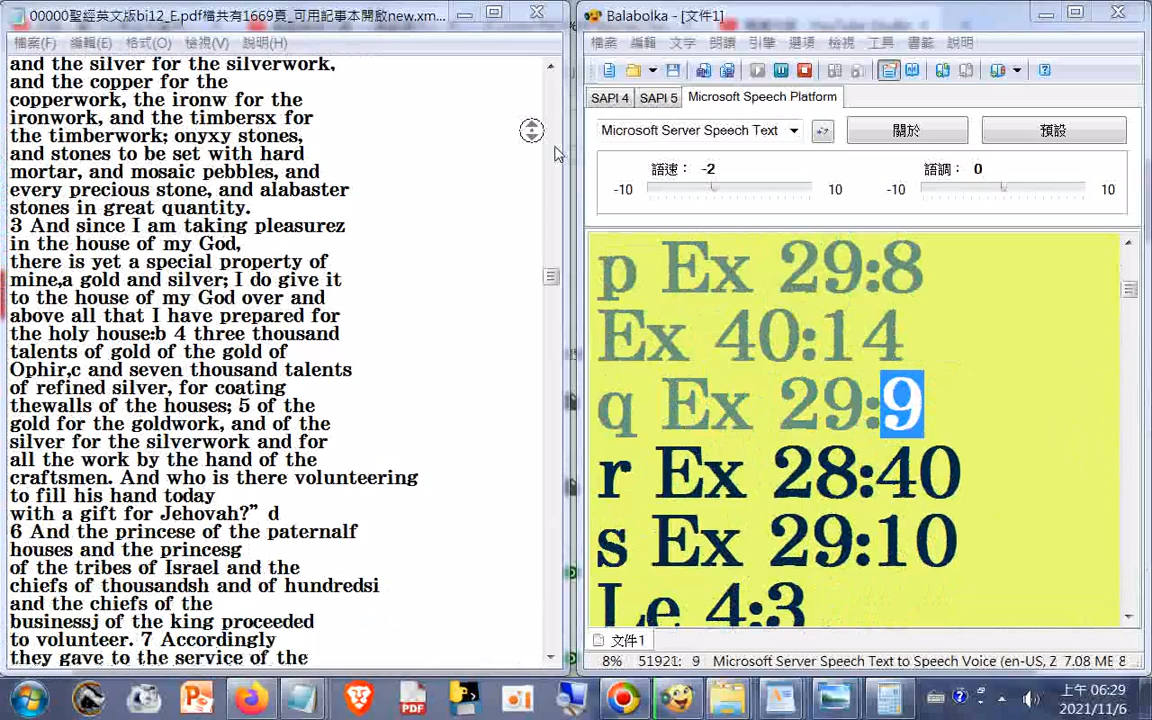 00000聖經英文版bi12_E.pdf檔共有1669頁_可用記事本開啟new.xm...
檔案(F) 編輯(E) 格式(O) 檢視(V) 說明(H)
and the silver for the silverwork,
and the copper for the
copperwork, the ironw for the
ironwork, and the timbersx for
the timberwork; onyxy stones,
and stones to be set with hard
mortar, and mosaic pebbles, and
every precious stone, and alabaster
stones in great quantity.
3 And since I am taking pleasurez
in the house of my God,
there is yet a special property of
mine,a gold and silver; I do give it
to the house of my God over and
above all that I have prepared for
the holy house:b 4 three thousand
talents of gold of the gold of
Ophir,c and seven thousand talents
of refined silver, for coating
thewalls of the houses; 5 of the
gold for the goldwork, and of the
silver for the silverwork and for
all the work by the hand of the
craftsmen. And who is there volunteering
to fill his hand today
with a gift for Jehovah?” d
6 And the princese of the paternalf
houses and the princesg
of the tribes of Israel and the
chiefs of thousandsh and of hundredsi
and the chiefs of the
businessj of the king proceeded
to volunteer. 7 Accordingly
they gave to the service of the
Balabolka - [文件1]
檔案 編輯 文字 朗讀 引擎 選項 檢視 工具 書籤 說明
SAPI 4 SAPI 5 Microsoft Speech Platform
Microsoft Server Speech Text 關於 預設
語速： -2 語調： 0
-10 10 -10 10
p Ex 29:8
Ex 40:14
q Ex 29:9
r Ex 28:40
s Ex 29:10
Le 4:3
文件1
8% 51921: 9 Microsoft Server Speech Text to Speech Voice (en-US, Z 7.08 MB 8
PDF
上午 06:29
2021/11/6